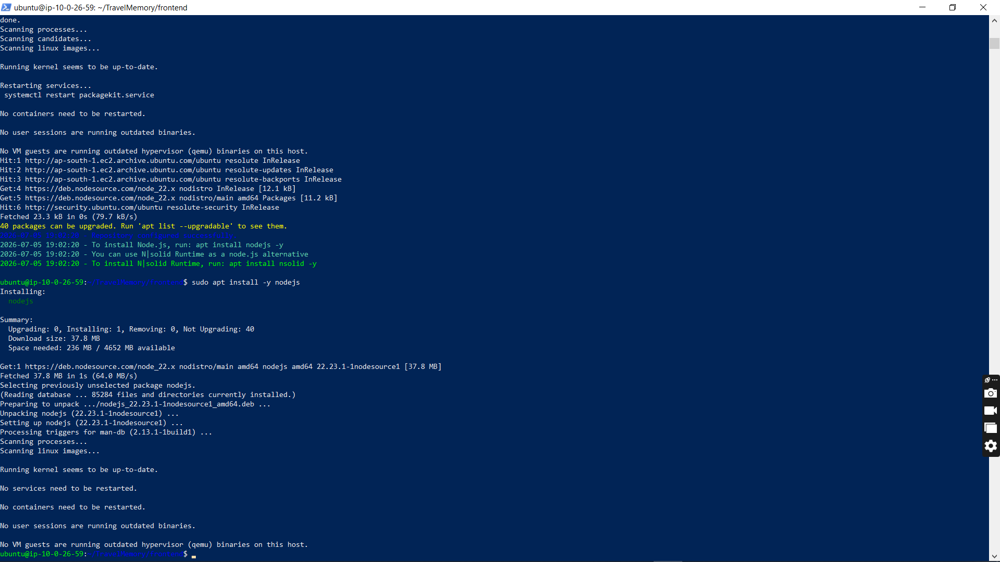 ubuntu@ip-10-0-26-59: ~/TravelMemory/frontend
done.
Scanning processes...
Scanning candidates...
Scanning linux images...
Running kernel seems to be up-to-date.
Restarting services...
 systemctl restart packagekit.service
No containers need to be restarted.
No user sessions are running outdated binaries.
No VM guests are running outdated hypervisor (qemu) binaries on this host.
Hit:1 http://ap-south-1.ec2.archive.ubuntu.com/ubuntu resolute InRelease
Hit:2 http://ap-south-1.ec2.archive.ubuntu.com/ubuntu resolute-updates InRelease
Hit:3 http://ap-south-1.ec2.archive.ubuntu.com/ubuntu resolute-backports InRelease
Get:4 https://deb.nodesource.com/node_22.x nodistro InRelease [12.1 kB]
Get:5 https://deb.nodesource.com/node_22.x nodistro/main amd64 Packages [11.2 kB]
Hit:6 http://security.ubuntu.com/ubuntu resolute-security InRelease
Fetched 23.3 kB in 0s (79.7 kB/s)
40 packages can be upgraded. Run 'apt list --upgradable' to see them.
2026-07-05 19:02:20 - Repository configured successfully.
2026-07-05 19:02:20 - To install Node.js, run: apt install nodejs -y
2026-07-05 19:02:20 - You can use N|solid Runtime as a node.js alternative
2026-07-05 19:02:20 - To install N|solid Runtime, run: apt install nsolid -y
ubuntu@ip-10-0-26-59:~/TravelMemory/frontend$ sudo apt install -y nodejs
Installing:
  nodejs
Summary:
  Upgrading: 0, Installing: 1, Removing: 0, Not Upgrading: 40
  Download size: 37.8 MB
  Space needed: 236 MB / 4652 MB available
Get:1 https://deb.nodesource.com/node_22.x nodistro/main amd64 nodejs amd64 22.23.1-1nodesource1 [37.8 MB]
Fetched 37.8 MB in 1s (64.0 MB/s)
Selecting previously unselected package nodejs.
(Reading database ... 85284 files and directories currently installed.)
Preparing to unpack .../nodejs_22.23.1-1nodesource1_amd64.deb ...
Unpacking nodejs (22.23.1-1nodesource1) ...
Setting up nodejs (22.23.1-1nodesource1) ...
Processing triggers for man-db (2.13.1-1build1) ...
Scanning processes...
Scanning linux images...
Running kernel seems to be up-to-date.
No services need to be restarted.
No containers need to be restarted.
No user sessions are running outdated binaries.
No VM guests are running outdated hypervisor (qemu) binaries on this host.
ubuntu@ip-10-0-26-59:~/TravelMemory/frontend$